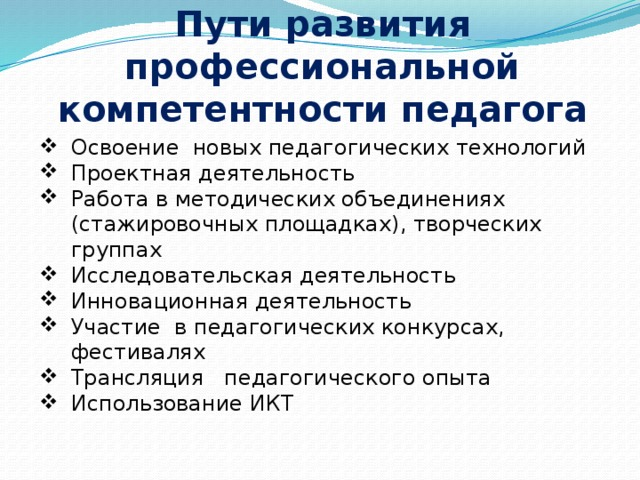 Пути развития
профессиональной
компетентности педагога
❖ Освоение  новых педагогических технологий
❖ Проектная деятельность
❖ Работа в методических объединениях
(стажировочных площадках), творческих
группах
❖ Исследовательская деятельность
❖ Инновационная деятельность
❖ Участие  в педагогических конкурсах,
фестивалях
❖ Трансляция   педагогического опыта
❖ Использование ИКТ